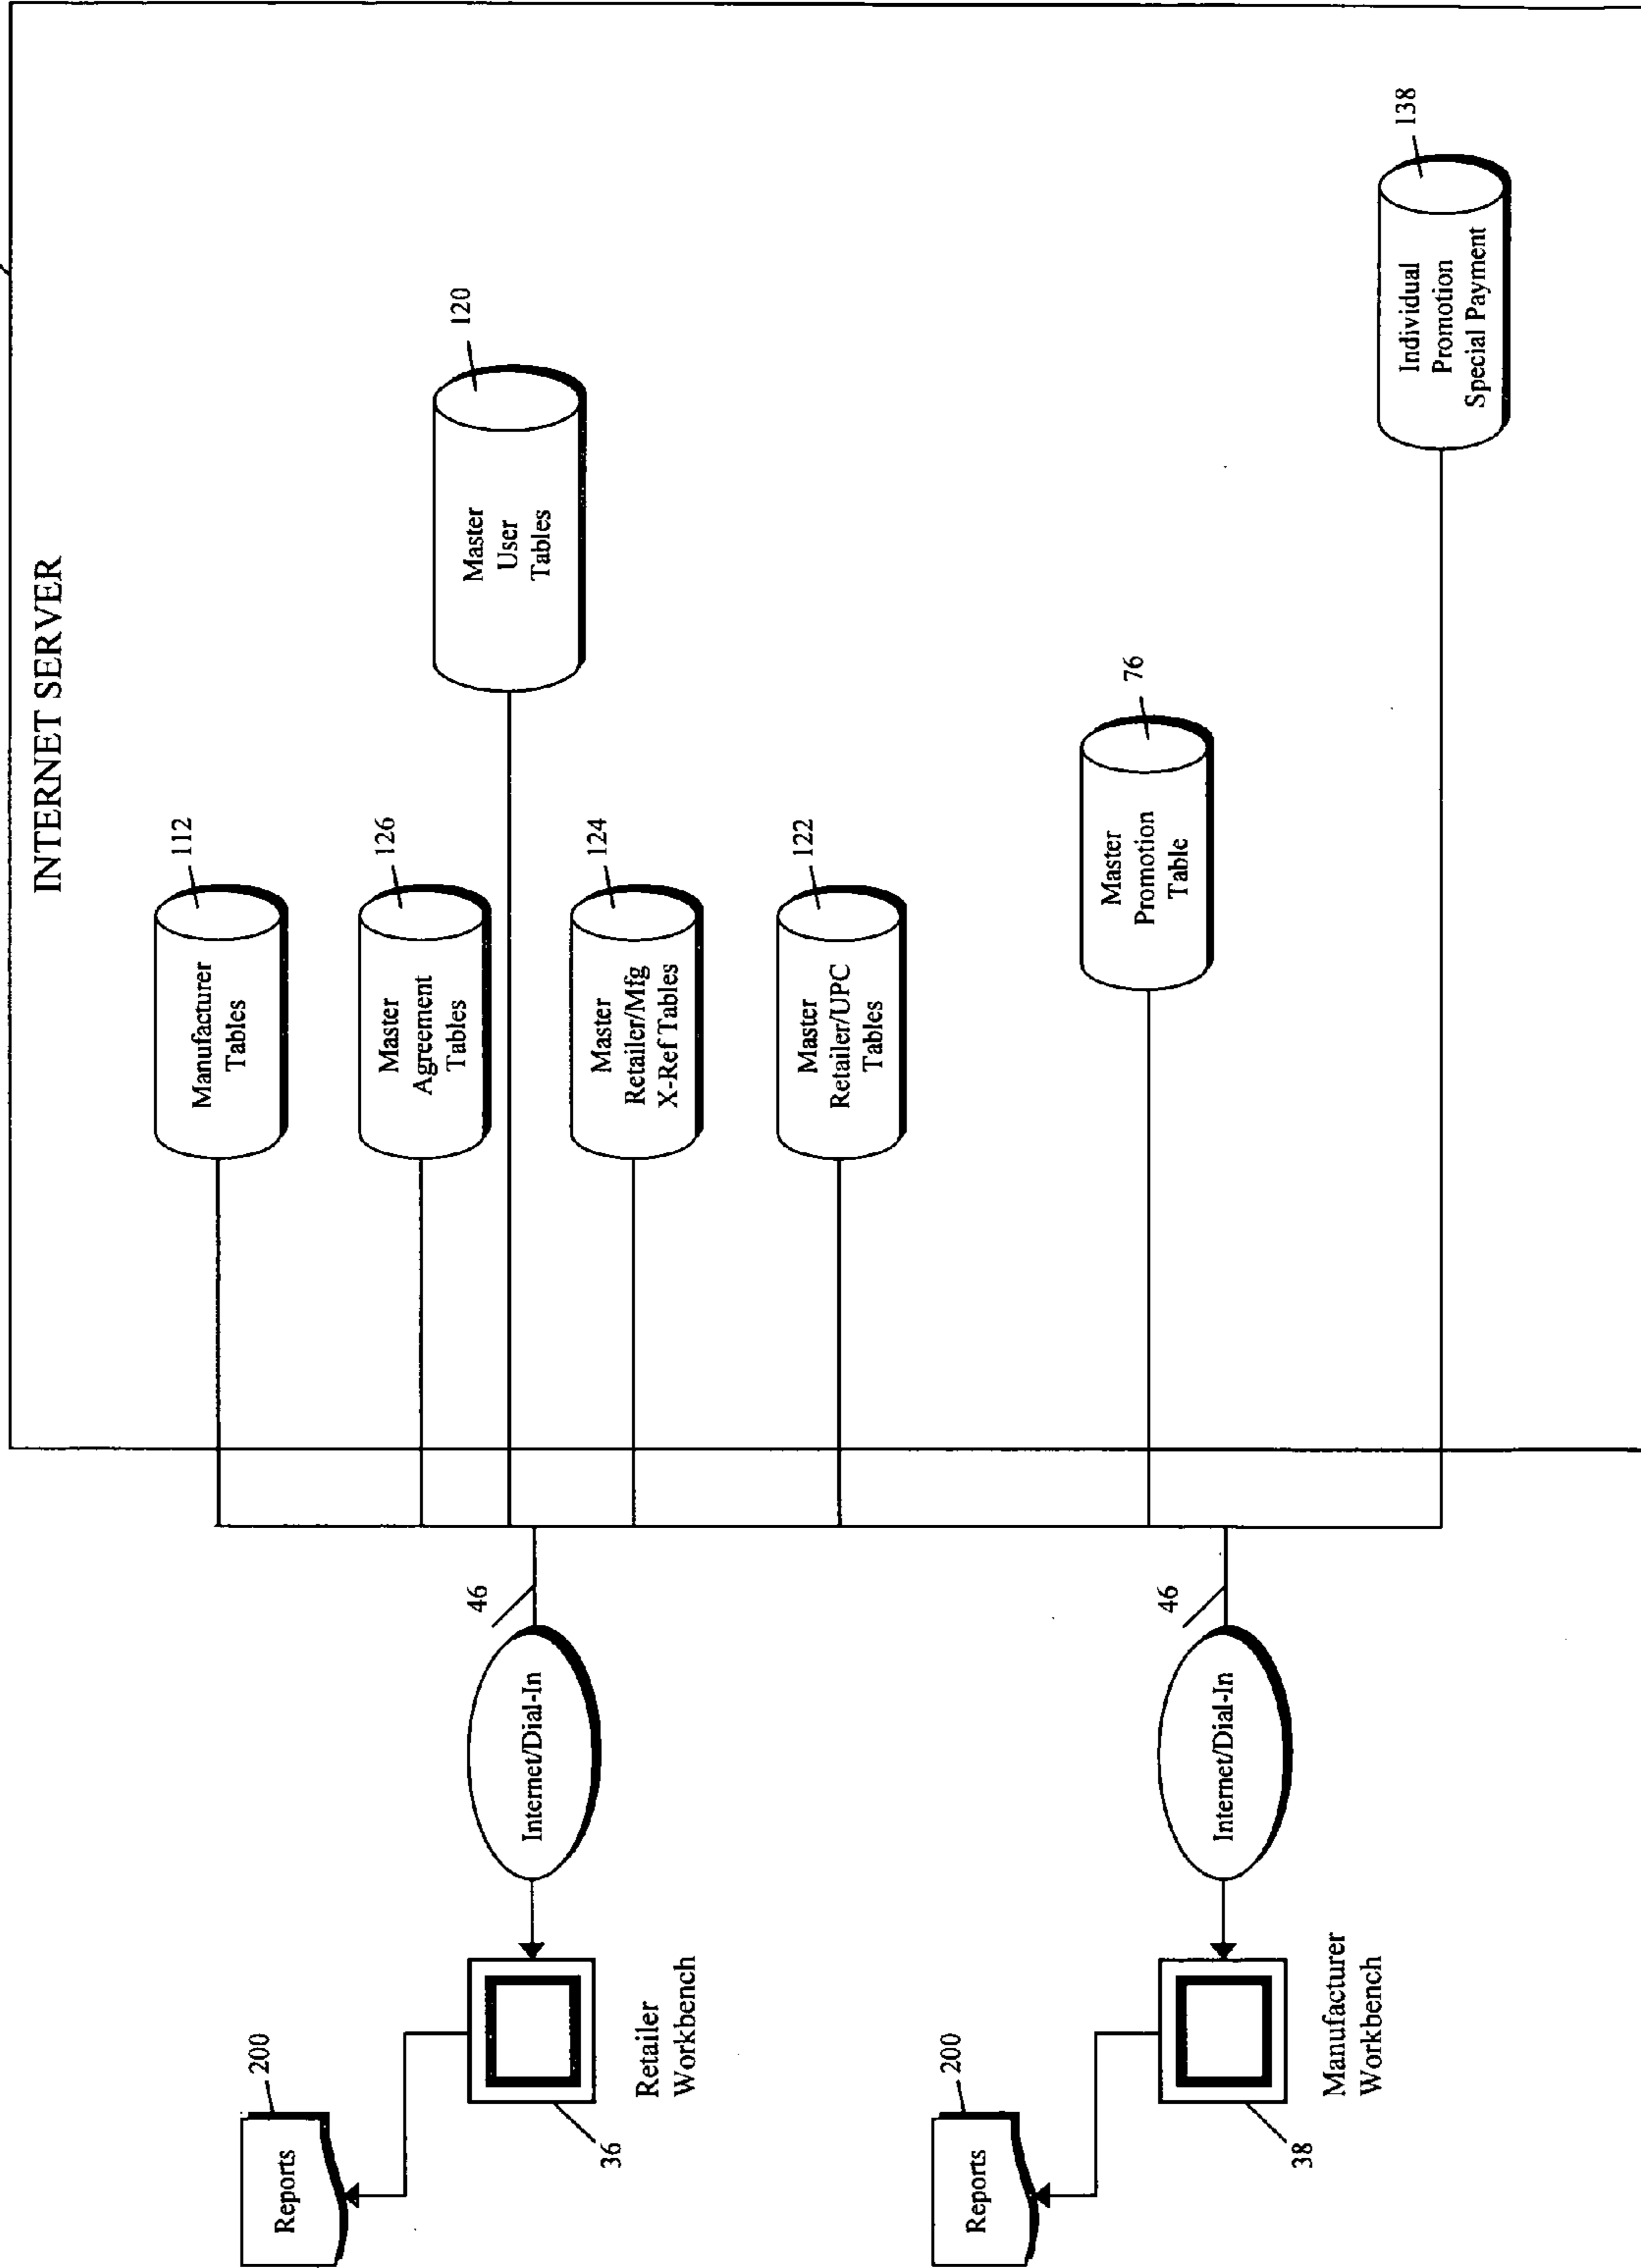 INTERNET SERVER
112
Manufacturer
Tables
126
Master
Agreement
Tables
120
Master
User
Tables
124
Master
Retailer/Mfg
X-Ref Tables
122
Master
Retailer/UPC
Tables
76
Master
Promotion
Table
138
Individual
Promotion
Special Payment
200
Reports
36
Retailer
Workbench
Internet/Dial-In
46
200
Reports
38
Manufacturer
Workbench
Internet/Dial-In
46